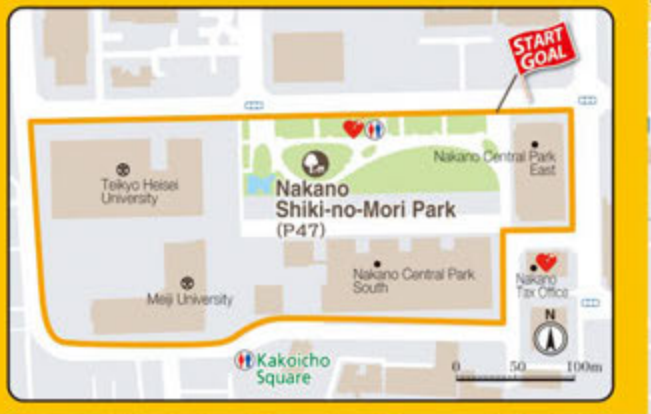 START
GOAL
Nakano Central Park
East
Teikyo Heisei
University
Nakano
Shiki-no-Mori Park
(P47)
Nakano Central Park
South
Nakano
Tax Office
Meiji University
N
0 50 100m
Kakoicho
Square